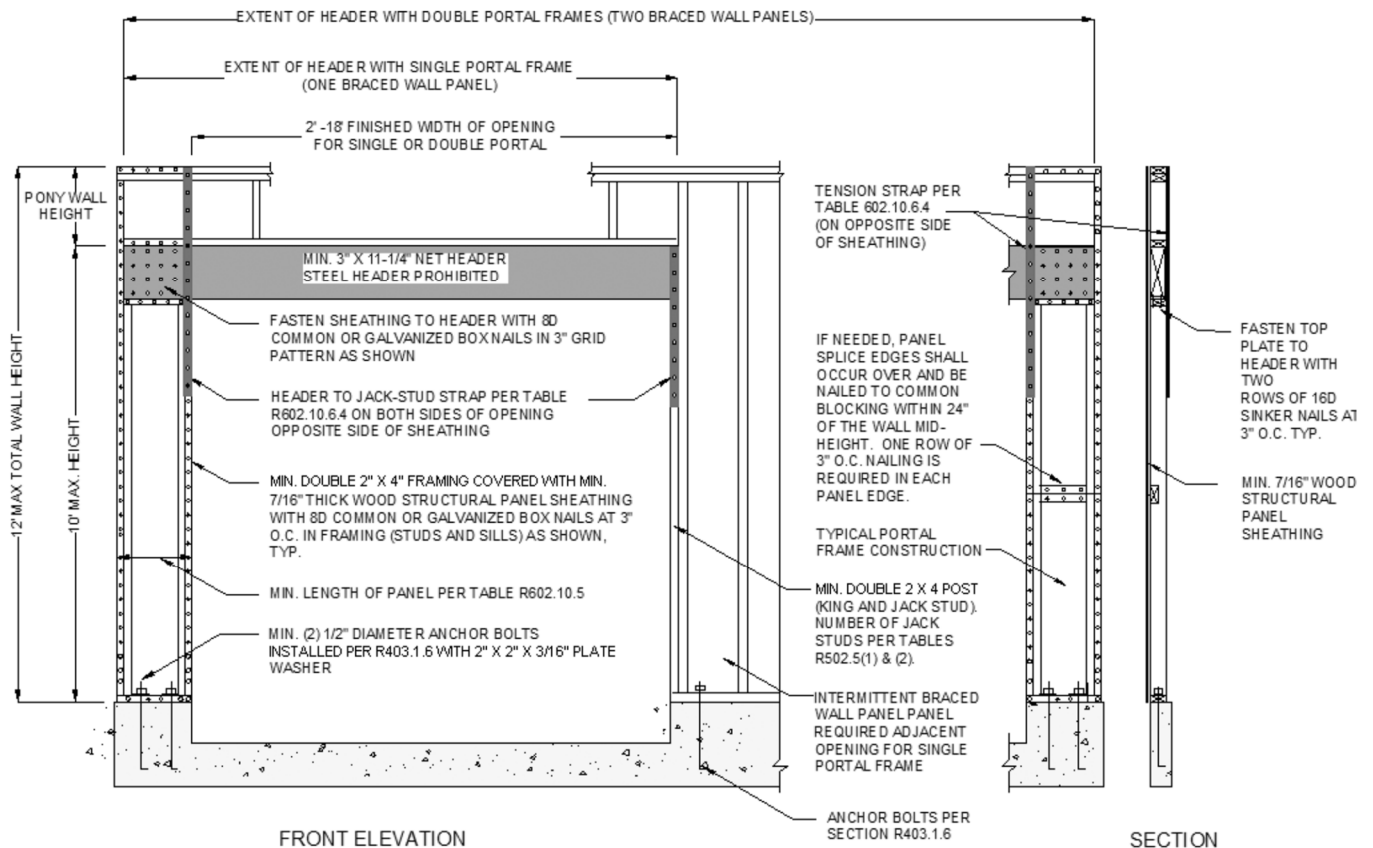 EXTENT OF HEADER WITH DOUBLE PORTAL FRAMES (TWO BRACED WALL PANELS)
EXTENT OF HEADER WITH SINGLE PORTAL FRAME
(ONE BRACED WALL PANEL)
2' -18' FINISHED WIDTH OF OPENING
FOR SINGLE OR DOUBLE PORTAL
PONY WALL
HEIGHT
12' MAX TOTAL WALL HEIGHT
10' MAX. HEIGHT
MIN. 3" X 11-1/4" NET HEADER
STEEL HEADER PROHIBITED
FASTEN SHEATHING TO HEADER WITH 8D
COMMON OR GALVANIZED BOX NAILS IN 3" GRID
PATTERN AS SHOWN
HEADER TO JACK-STUD STRAP PER TABLE
R602.10.6.4 ON BOTH SIDES OF OPENING
OPPOSITE SIDE OF SHEATHING
MIN. DOUBLE 2" X 4" FRAMING COVERED WITH MIN.
7/16" THICK WOOD STRUCTURAL PANEL SHEATHING
WITH 8D COMMON OR GALVANIZED BOX NAILS AT 3"
O.C. IN FRAMING (STUDS AND SILLS) AS SHOWN,
TYP.
MIN. LENGTH OF PANEL PER TABLE R602.10.5
MIN. (2) 1/2" DIAMETER ANCHOR BOLTS
INSTALLED PER R403.1.6 WITH 2" X 2" X 3/16" PLATE
WASHER
TENSION STRAP PER
TABLE 602.10.6.4
(ON OPPOSITE SIDE
OF SHEATHING)
IF NEEDED, PANEL
SPLICE EDGES SHALL
OCCUR OVER AND BE
NAILED TO COMMON
BLOCKING WITHIN 24"
OF THE WALL MID-
HEIGHT. ONE ROW OF
3" O.C. NAILING IS
REQUIRED IN EACH
PANEL EDGE.
TYPICAL PORTAL
FRAME CONSTRUCTION
MIN. DOUBLE 2 X 4 POST
(KING AND JACK STUD).
NUMBER OF JACK
STUDS PER TABLES
R502.5(1) & (2).
INTERMITTENT BRACED
WALL PANEL PANEL
REQUIRED ADJACENT
OPENING FOR SINGLE
PORTAL FRAME
ANCHOR BOLTS PER
SECTION R403.1.6
FASTEN TOP
PLATE TO
HEADER WITH
TWO
ROWS OF 16D
SINKER NAILS AT
3" O.C. TYP.
MIN. 7/16" WOOD
STRUCTURAL
PANEL
SHEATHING
FRONT ELEVATION
SECTION